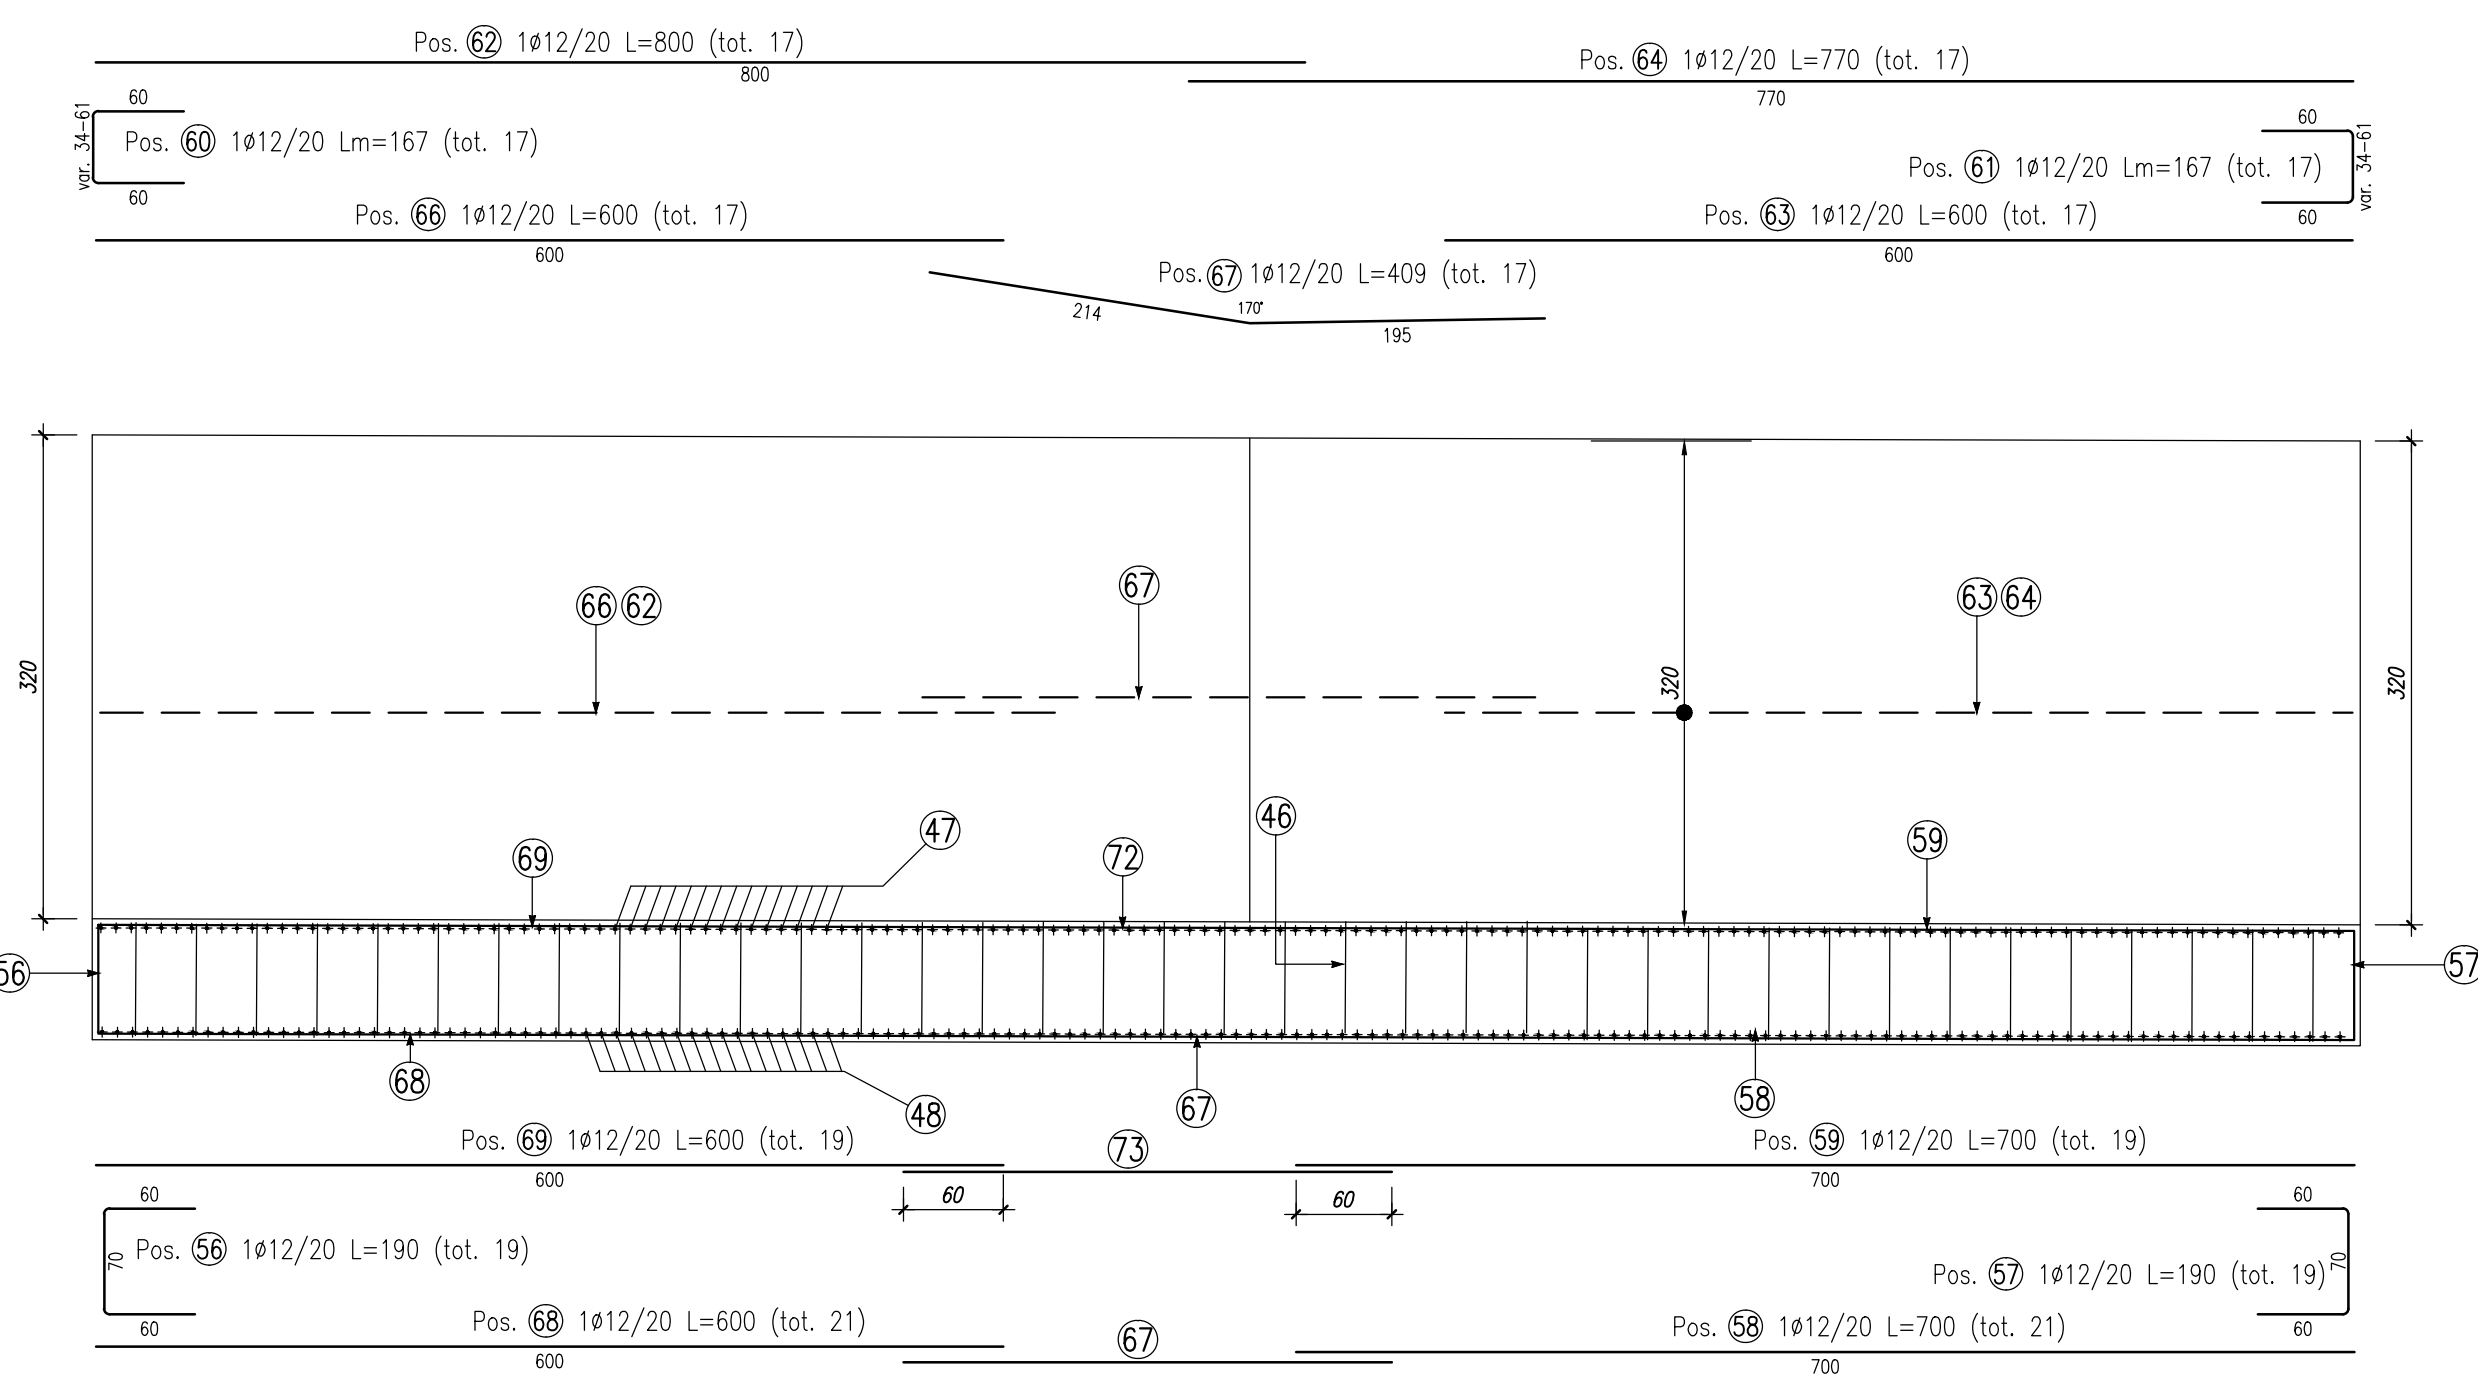 Pos. 62 1ø12/20 L=800 (tot. 17)
800
Pos. 64 1ø12/20 L=770 (tot. 17)
770
60
var. 34-61
Pos. 60 1ø12/20 Lm=167 (tot. 17)
60
60
Pos. 61 1ø12/20 Lm=167 (tot. 17)
var. 34-61
60
Pos. 66 1ø12/20 L=600 (tot. 17)
600
Pos. 63 1ø12/20 L=600 (tot. 17)
600
Pos. 67 1ø12/20 L=409 (tot. 17)
214
170°
195
66 62
67
63 64
320
320
320
47
46
69
72
59
56
57
68
48
67
58
Pos. 69 1ø12/20 L=600 (tot. 19)
600
73
Pos. 59 1ø12/20 L=700 (tot. 19)
700
60
60
60
70
Pos. 56 1ø12/20 L=190 (tot. 19)
60
60
Pos. 57 1ø12/20 L=190 (tot. 19)
70
60
Pos. 68 1ø12/20 L=600 (tot. 21)
600
67
Pos. 58 1ø12/20 L=700 (tot. 21)
700